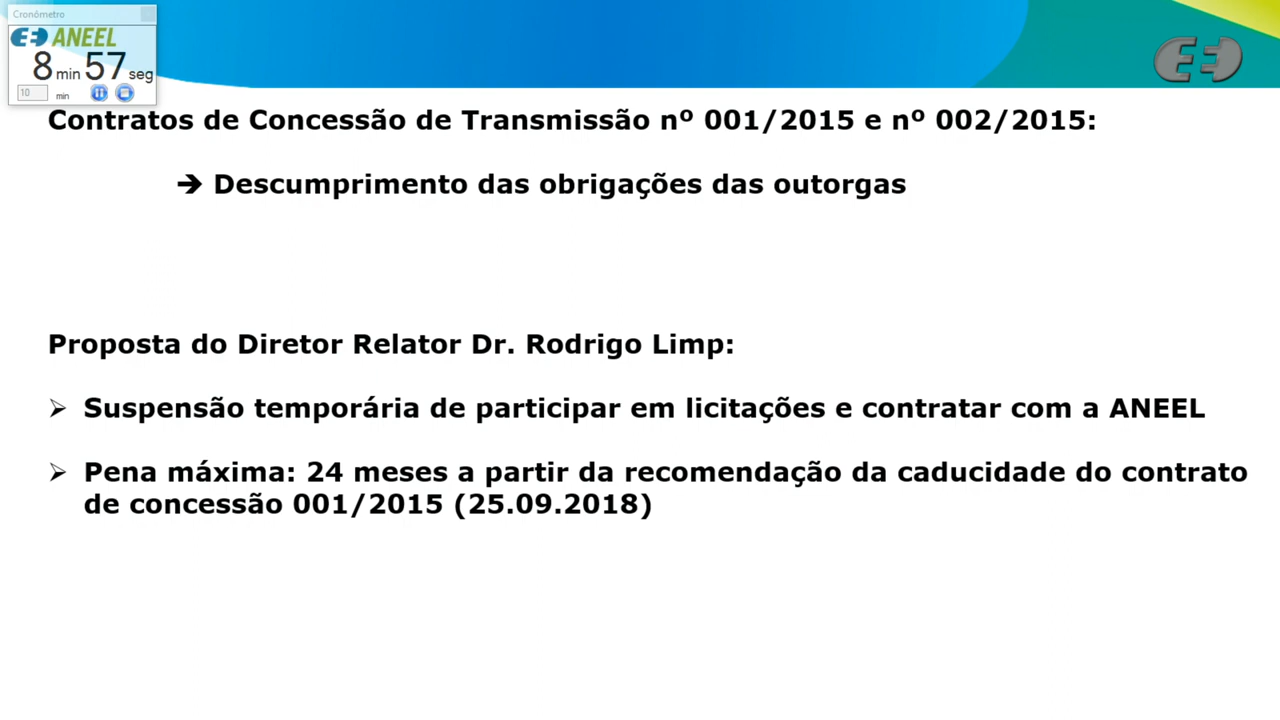 Cronómetro
ANEEL
8 min 57 seg
10 min
Contratos de Concessão de Transmissão nº 001/2015 e nº 002/2015:
➔ Descumprimento das obrigações das outorgas
Proposta do Diretor Relator Dr. Rodrigo Limp:
➢ Suspensão temporária de participar em licitações e contratar com a ANEEL
➢ Pena máxima: 24 meses a partir da recomendação da caducidade do contrato
de concessão 001/2015 (25.09.2018)